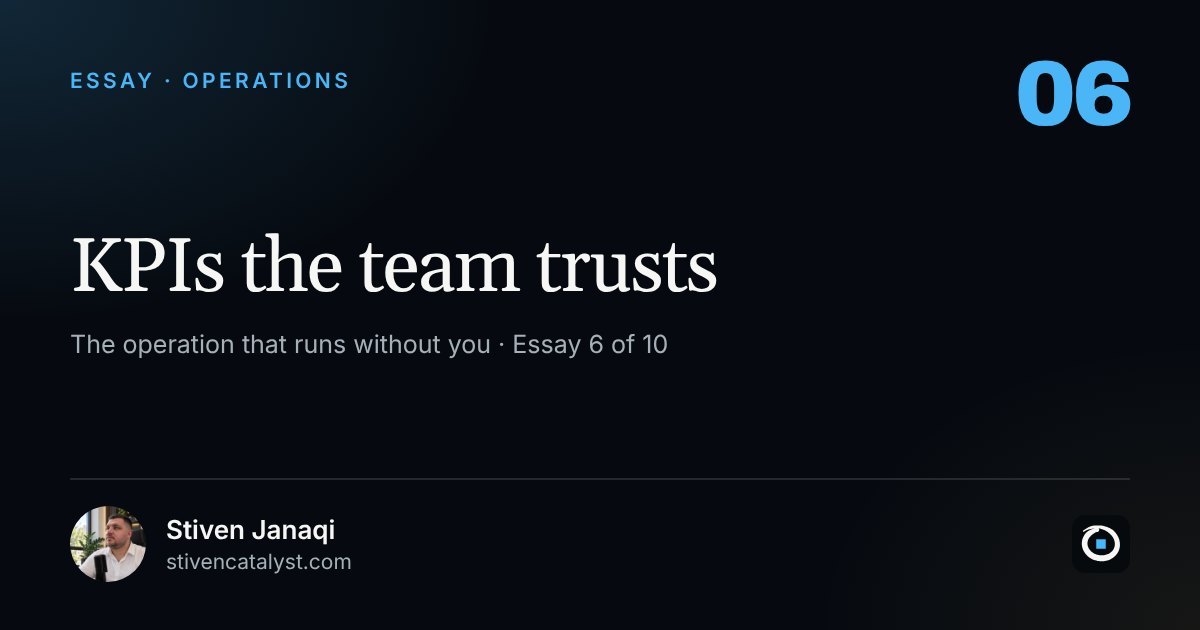 ESSAY · OPERATIONS
06
KPIs the team trusts
The operation that runs without you · Essay 6 of 10
Stiven Janaqi
stivencatalyst.com